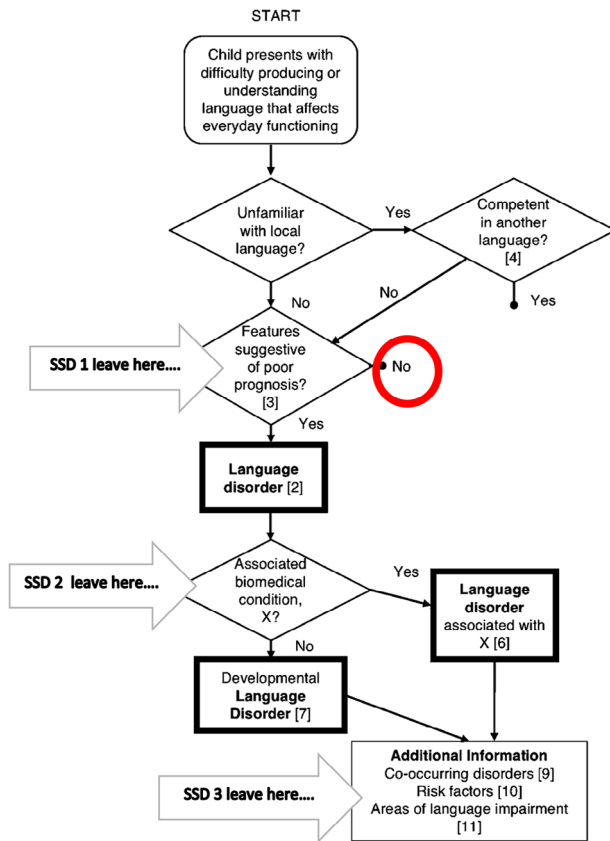 START
Child presents with
difficulty producing or
understanding
language that affects
everyday functioning
Unfamiliar
with local
language?
Yes
Competent
in another
language?
[4]
No
No
Yes
SSD 1 leave here....
Features
suggestive
of poor
prognosis?
[3]
No
Yes
Language
disorder [2]
SSD 2 leave here....
Associated
biomedical
condition,
X?
Yes
Language
disorder
associated with
X [6]
No
Developmental
Language
Disorder [7]
SSD 3 leave here....
Additional Information
Co-occurring disorders [9]
Risk factors [10]
Areas of language impairment
[11]